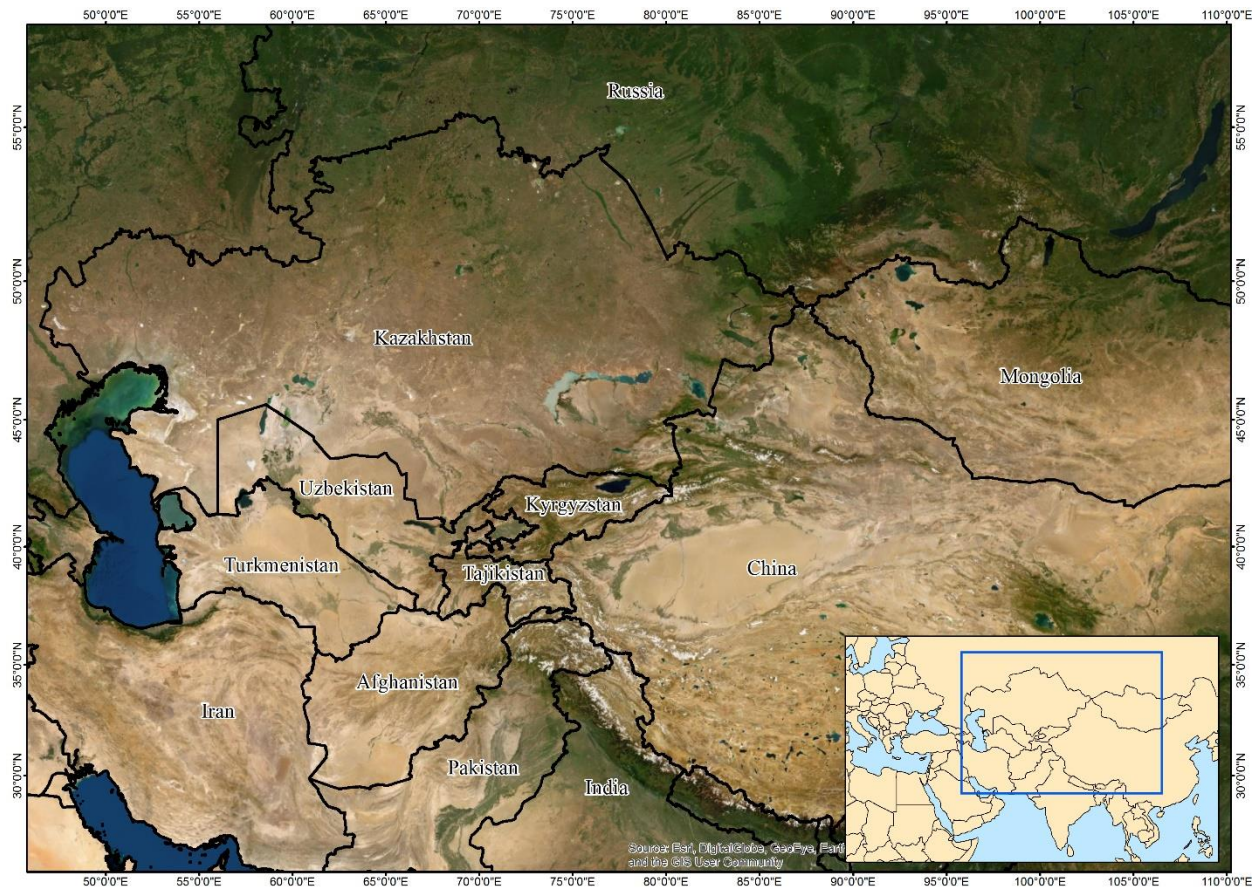 50°0'0"E 55°0'0"E 60°0'0"E 65°0'0"E 70°0'0"E 75°0'0"E 80°0'0"E 85°0'0"E 90°0'0"E 95°0'0"E 100°0'0"E 105°0'0"E 110°0'0"E
Russia
55°0'0"N 55°0'0"N
50°0'0"N 50°0'0"N
Kazakhstan
Mongolia
45°0'0"N 45°0'0"N
Uzbekistan
Kyrgyzstan
40°0'0"N 40°0'0"N
Turkmenistan
Tajikistan
China
35°0'0"N 35°0'0"N
Afghanistan
Iran
Pakistan
India
30°0'0"N 30°0'0"N
Source: Esri, DigitalGlobe, GeoEye, Eart
and the GIS User Community
50°0'0"E 55°0'0"E 60°0'0"E 65°0'0"E 70°0'0"E 75°0'0"E 80°0'0"E 85°0'0"E 90°0'0"E 95°0'0"E 100°0'0"E 105°0'0"E